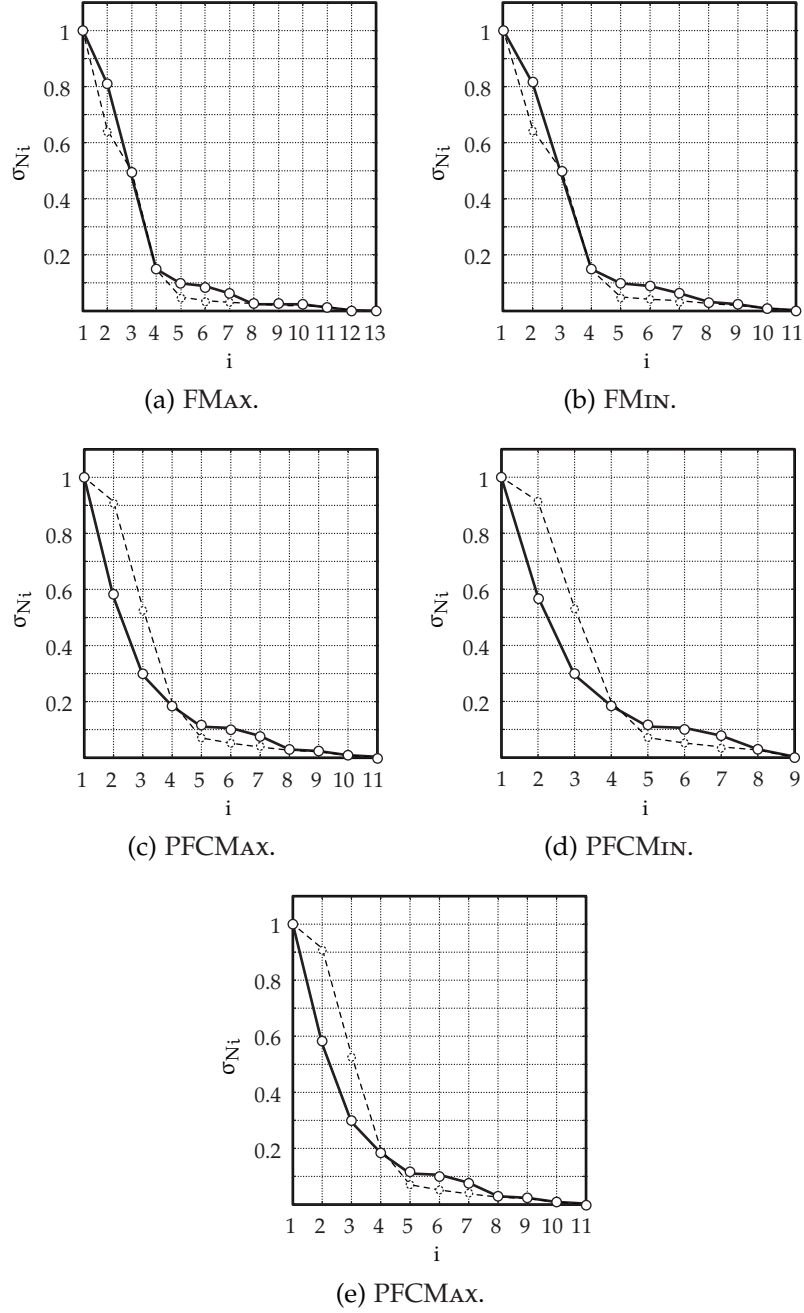 1
0.8
0.6
0.4
0.2
σNi
1 2 3 4 5 6 7 8 9 10 11 12 13
i
(a) FMAX.
1
0.8
0.6
0.4
0.2
σNi
1 2 3 4 5 6 7 8 9 10 11
i
(b) FMIN.
1
0.8
0.6
0.4
0.2
σNi
1 2 3 4 5 6 7 8 9 10 11
i
(c) PFCMAX.
1
0.8
0.6
0.4
0.2
σNi
1 2 3 4 5 6 7 8 9
i
(d) PFCMIN.
1
0.8
0.6
0.4
0.2
σNi
1 2 3 4 5 6 7 8 9 10 11
i
(e) PFCMAX.